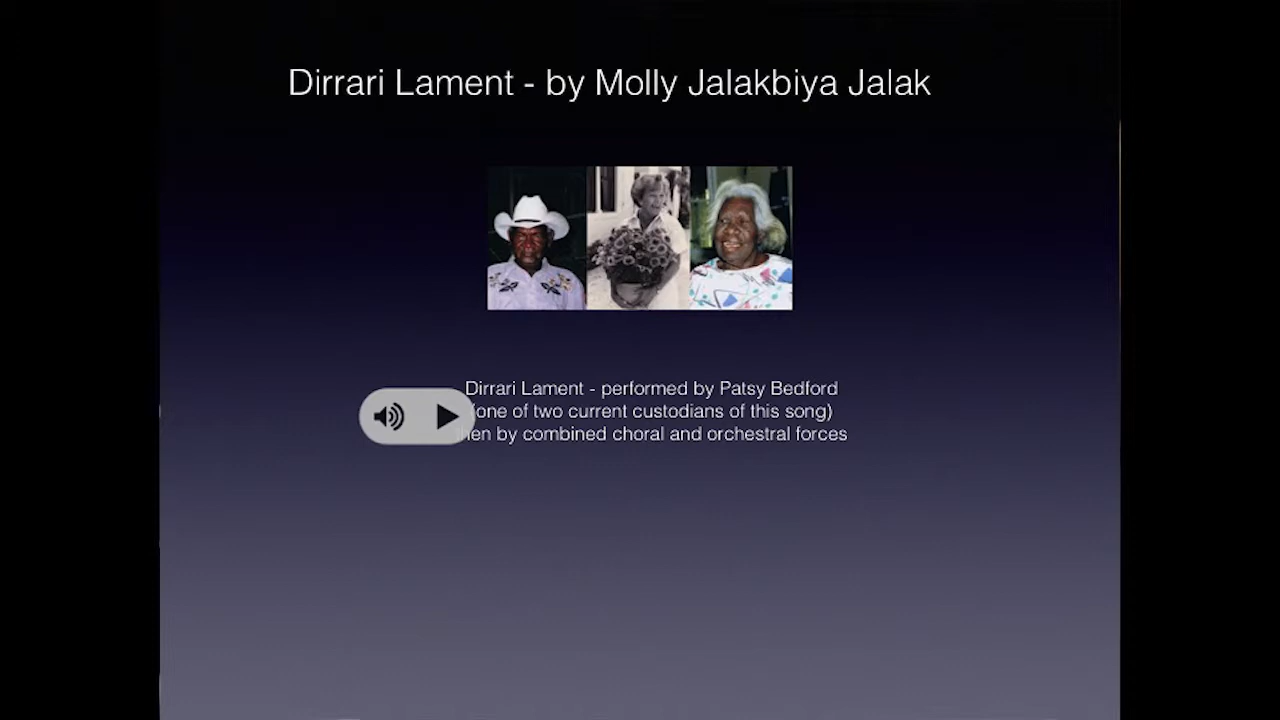 Dirrari Lament - by Molly Jalakbiya Jalak
Dirrari Lament - performed by Patsy Bedford
(one of two current custodians of this song)
then by combined choral and orchestral forces